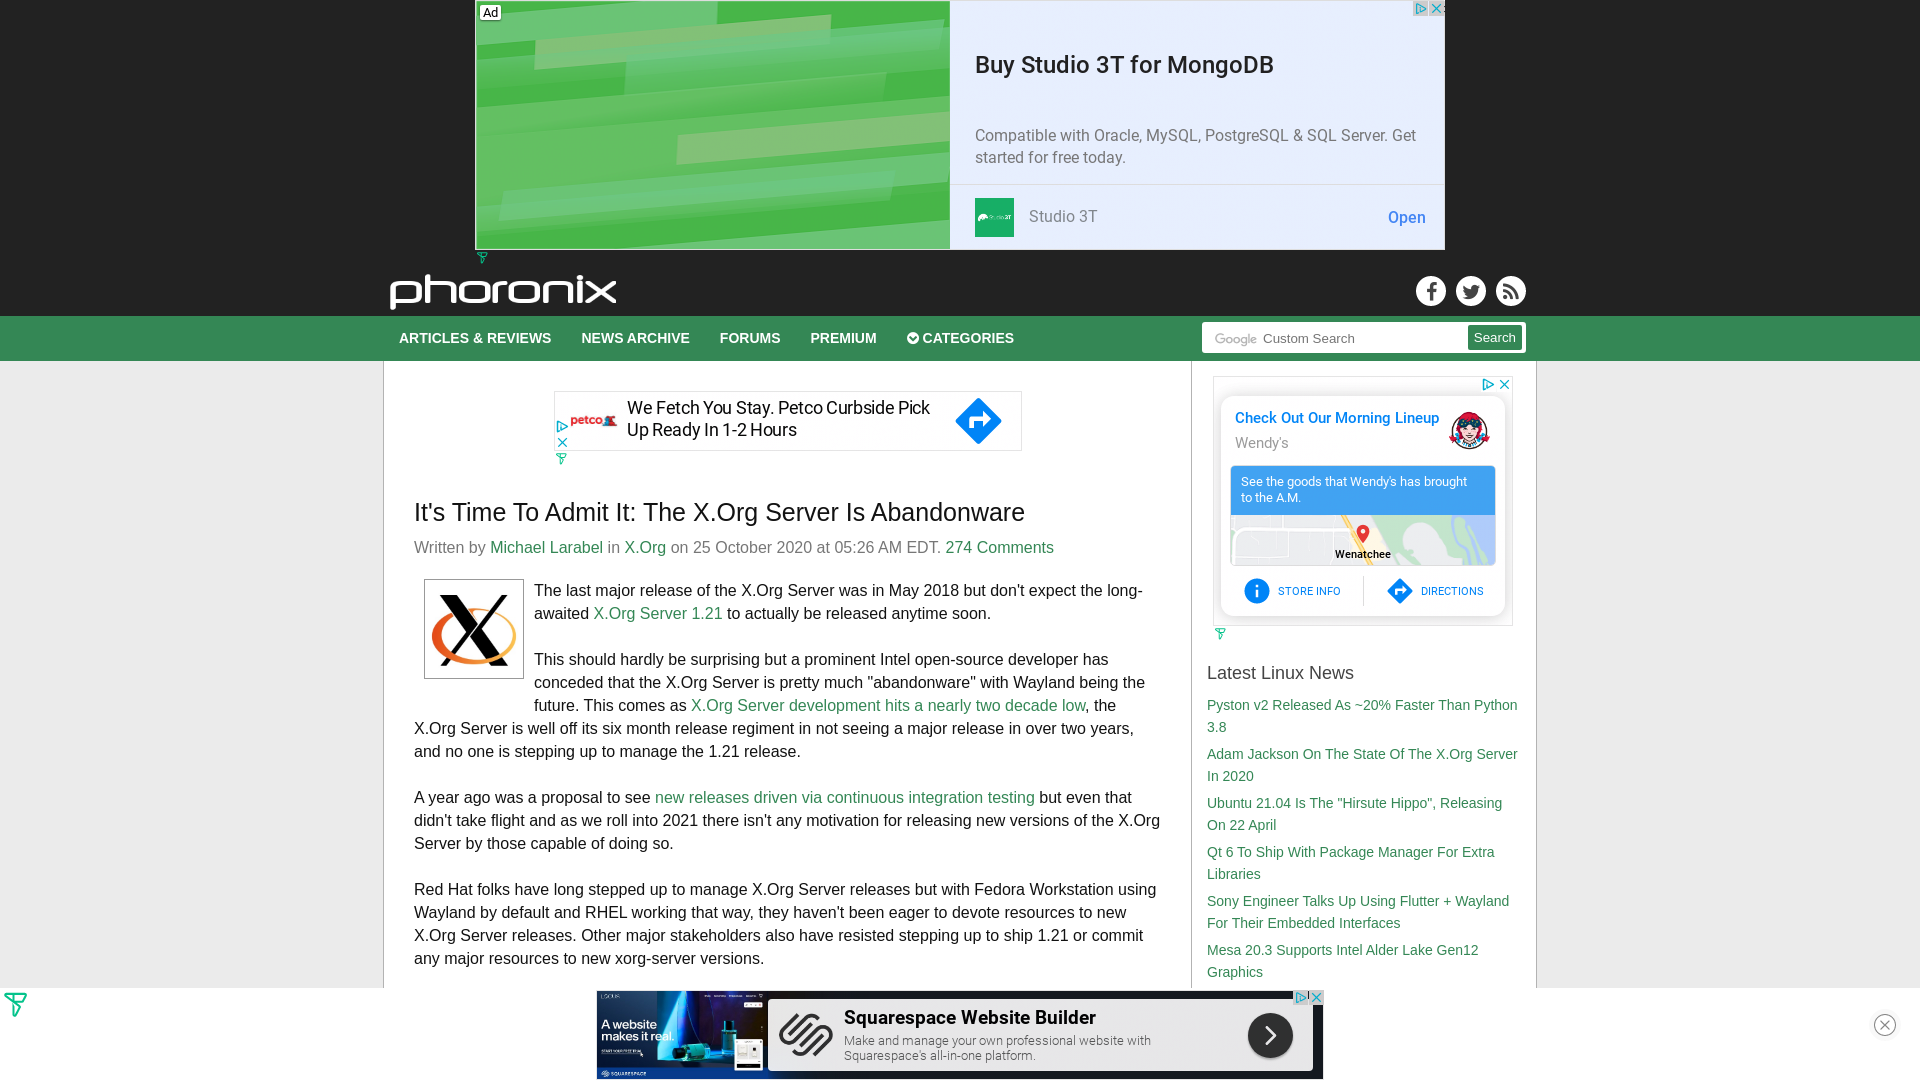 Ad
Buy Studio 3T for MongoDB
Compatible with Oracle, MySQL, PostgreSQL & SQL Server. Get
started for free today.
Studio 3T
Open
phoronix
ARTICLES & REVIEWS
NEWS ARCHIVE
FORUMS
PREMIUM
CATEGORIES
Google Custom Search
Search
petco
We Fetch You Stay. Petco Curbside Pick
Up Ready In 1-2 Hours
It's Time To Admit It: The X.Org Server Is Abandonware
Written by Michael Larabel in X.Org on 25 October 2020 at 05:26 AM EDT. 274 Comments
The last major release of the X.Org Server was in May 2018 but don't expect the long-
awaited X.Org Server 1.21 to actually be released anytime soon.
This should hardly be surprising but a prominent Intel open-source developer has
conceded that the X.Org Server is pretty much "abandonware" with Wayland being the
future. This comes as X.Org Server development hits a nearly two decade low, the
X.Org Server is well off its six month release regiment in not seeing a major release in over two years,
and no one is stepping up to manage the 1.21 release.
A year ago was a proposal to see new releases driven via continuous integration testing but even that
didn't take flight and as we roll into 2021 there isn't any motivation for releasing new versions of the X.Org
Server by those capable of doing so.
Red Hat folks have long stepped up to manage X.Org Server releases but with Fedora Workstation using
Wayland by default and RHEL working that way, they haven't been eager to devote resources to new
X.Org Server releases. Other major stakeholders also have resisted stepping up to ship 1.21 or commit
any major resources to new xorg-server versions.
Check Out Our Morning Lineup
Wendy's
See the goods that Wendy's has brought
to the A.M.
Wenatchee
STORE INFO
DIRECTIONS
Latest Linux News
Pyston v2 Released As ~20% Faster Than Python
3.8
Adam Jackson On The State Of The X.Org Server
In 2020
Ubuntu 21.04 Is The "Hirsute Hippo", Releasing
On 22 April
Qt 6 To Ship With Package Manager For Extra
Libraries
Sony Engineer Talks Up Using Flutter + Wayland
For Their Embedded Interfaces
Mesa 20.3 Supports Intel Alder Lake Gen12
Graphics
A website
makes it real.
START YOUR FREE TRIAL
SQUARESPACE
Squarespace Website Builder
Make and manage your own professional website with
Squarespace's all-in-one platform.